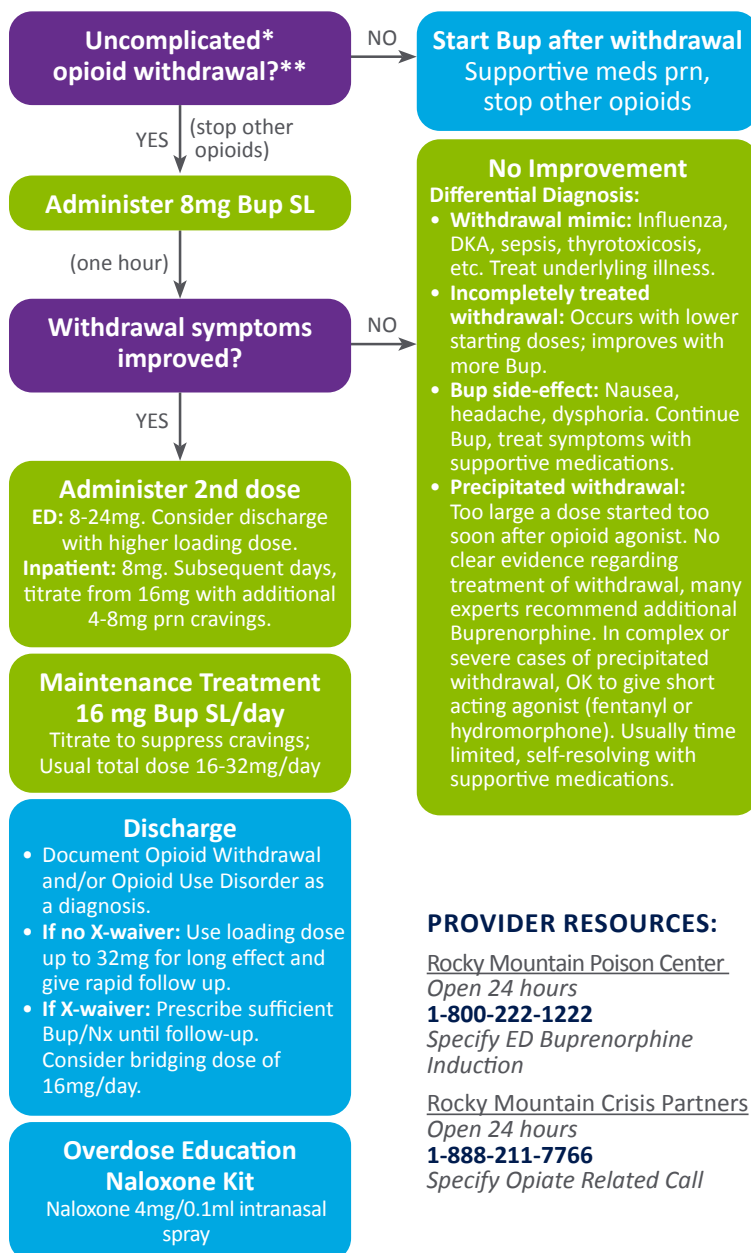 Uncomplicated*
opioid withdrawal?**
NO
Start Bup after withdrawal
Supportive meds prn,
stop other opioids
YES
(stop other
opioids)
Administer 8mg Bup SL
(one hour)
Withdrawal symptoms
improved?
NO
No Improvement
Differential Diagnosis:
• Withdrawal mimic: Influenza,
DKA, sepsis, thyrotoxicosis,
etc. Treat underlyling illness.
• Incompletely treated
withdrawal: Occurs with lower
starting doses; improves with
more Bup.
• Bup side-effect: Nausea,
headache, dysphoria. Continue
Bup, treat symptoms with
supportive medications.
• Precipitated withdrawal:
Too large a dose started too
soon after opioid agonist. No
clear evidence regarding
treatment of withdrawal, many
experts recommend additional
Buprenorphine. In complex or
severe cases of precipitated
withdrawal, OK to give short
acting agonist (fentanyl or
hydromorphone). Usually time
limited, self-resolving with
supportive medications.
YES
Administer 2nd dose
ED: 8-24mg. Consider discharge
with higher loading dose.
Inpatient: 8mg. Subsequent days,
titrate from 16mg with additional
4-8mg prn cravings.
Maintenance Treatment
16 mg Bup SL/day
Titrate to suppress cravings;
Usual total dose 16-32mg/day
Discharge
• Document Opioid Withdrawal
and/or Opioid Use Disorder as
a diagnosis.
• If no X-waiver: Use loading dose
up to 32mg for long effect and
give rapid follow up.
• If X-waiver: Prescribe sufficient
Bup/Nx until follow-up.
Consider bridging dose of
16mg/day.
Overdose Education
Naloxone Kit
Naloxone 4mg/0.1ml intranasal
spray
PROVIDER RESOURCES:
Rocky Mountain Poison Center
Open 24 hours
1-800-222-1222
Specify ED Buprenorphine
Induction
Rocky Mountain Crisis Partners
Open 24 hours
1-888-211-7766
Specify Opiate Related Call